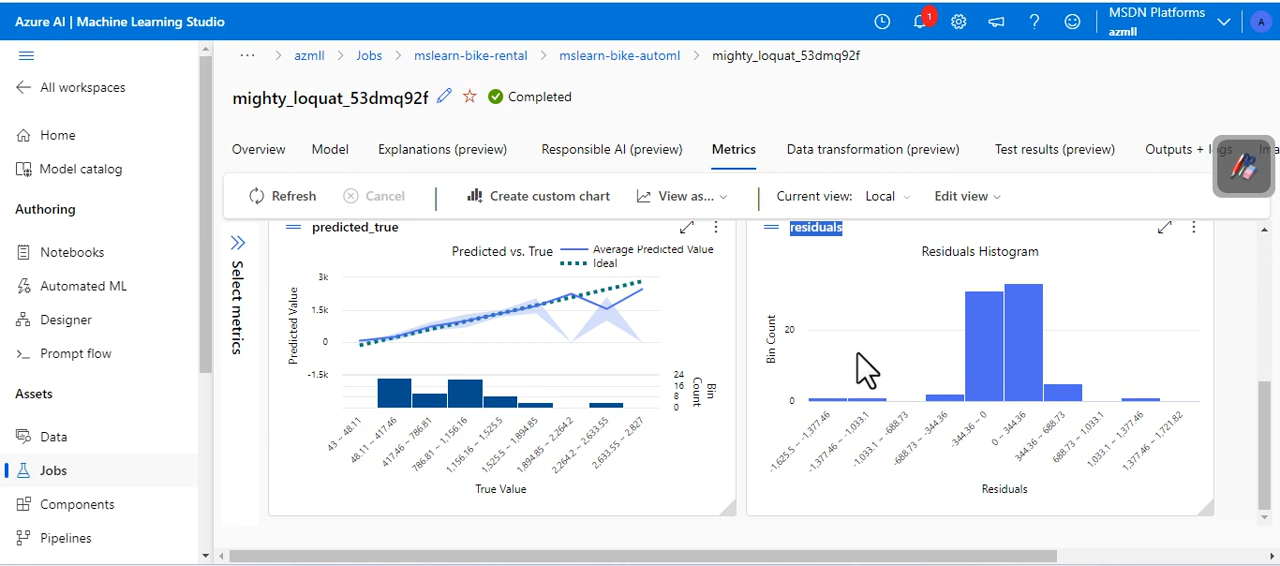 Azure AI | Machine Learning Studio
1
MSDN Platforms
azmll
A
All workspaces
Home
Model catalog
Authoring
Notebooks
Automated ML
Designer
Prompt flow
Assets
Data
Jobs
Components
Pipelines
··· > azmll > Jobs > mslearn-bike-rental > mslearn-bike-automl > mighty_loquat_53dmq92f
mighty_loquat_53dmq92f Completed
Overview Model Explanations (preview) Responsible AI (preview) Metrics Data transformation (preview) Test results (preview) Outputs +
Refresh Cancel Create custom chart View as... Current view: Local Edit view
Select metrics
predicted_true
Predicted vs. True
Average Predicted Value
Ideal
Predicted Value
3k
1.5k
0
-1.5k
24
16
8
0
Bin Count
43 ~ 48.11
48.11 ~ 417.46
417.46 ~ 786.81
786.81 ~ 1,156.16
1,156.16 ~ 1,525.5
1,525.5 ~ 1,894.85
1,894.85 ~ 2,264.2
2,264.2 ~ 2,633.55
2,633.55 ~ 2,827
True Value
residuals
Residuals Histogram
Bin Count
20
0
-1,625.5 ~ -1,377.46
-1,377.46 ~ -1,033.1
-1,033.1 ~ -688.73
-688.73 ~ -344.36
-344.36 ~ 0
0 ~ 344.36
344.36 ~ 688.73
688.73 ~ 1,033.1
1,033.1 ~ 1,377.46
1,377.46 ~ 1,721.82
Residuals